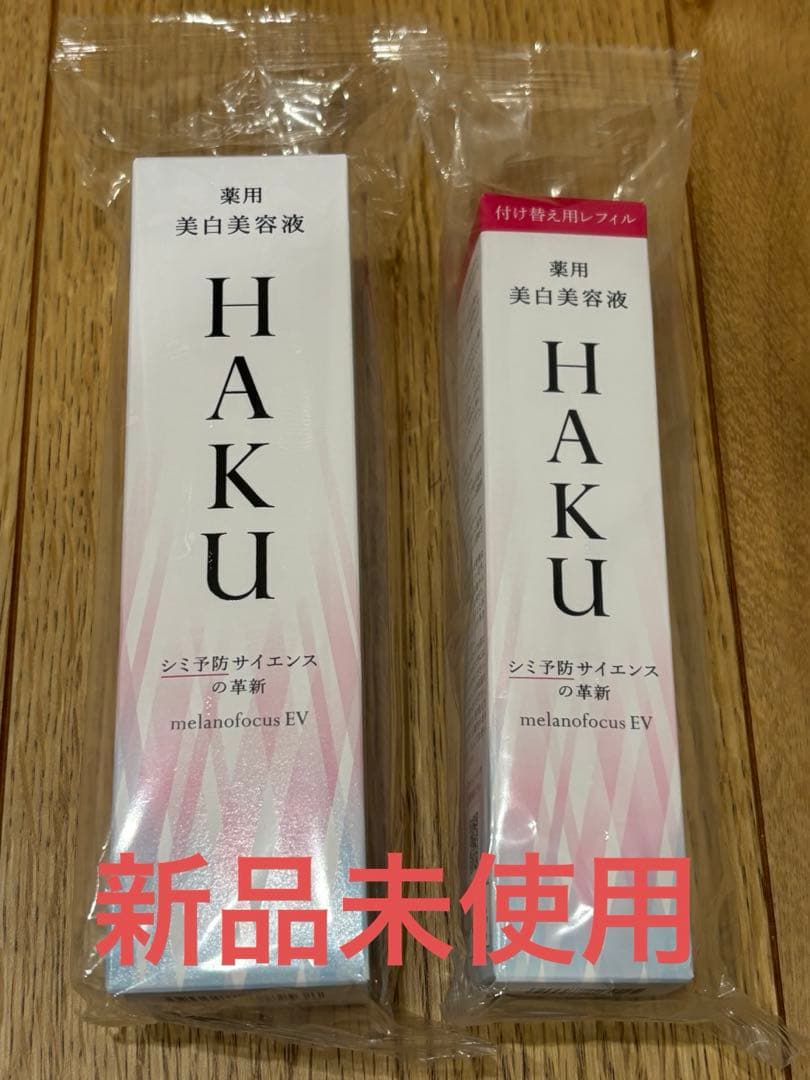 薬用
美白美容液
HAKU
シミ予防サイエンス
の革新
melanofocus EV
付け替え用レフィル
薬用
美白美容液
HAKU
シミ予防サイエンス
の革新
melanofocus EV
新品未使用